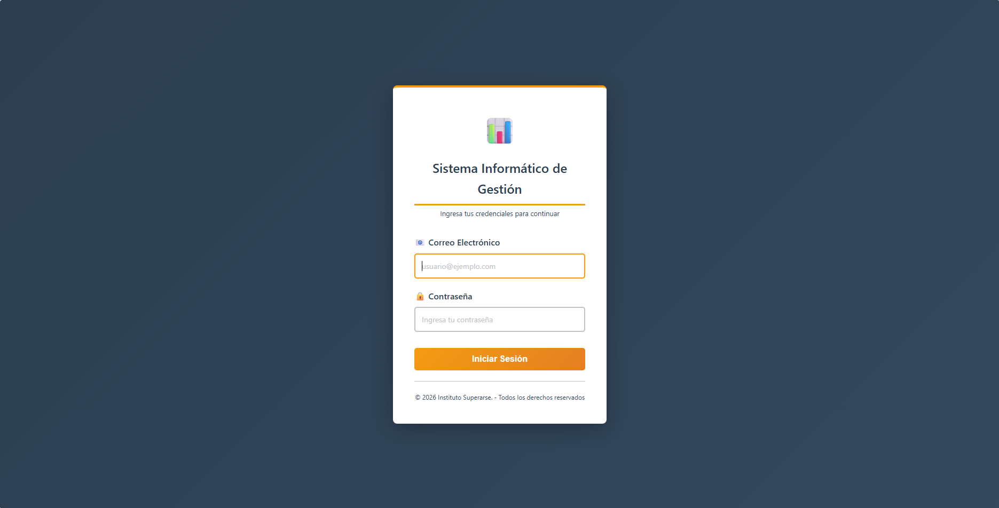 Sistema Informático de
Gestión
Ingresa tus credenciales para continuar
Correo Electrónico
usuario@ejemplo.com
Contraseña
Ingresa tu contraseña
Iniciar Sesión
© 2026 Instituto Superarse. - Todos los derechos reservados